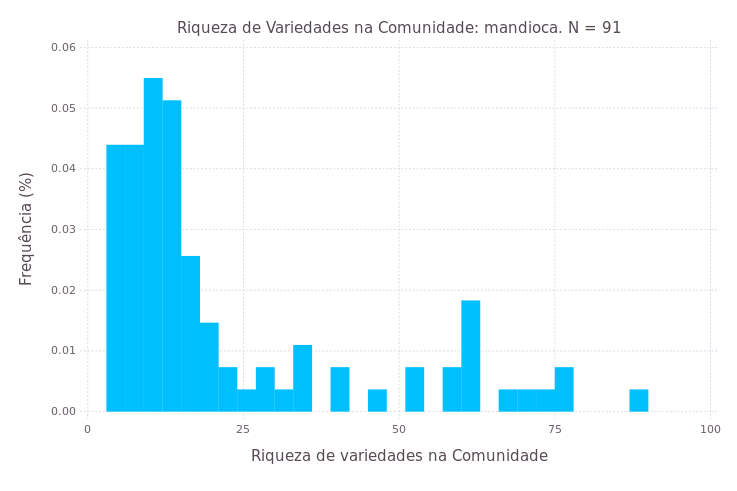 Riqueza de Variedades na Comunidade: mandioca. N = 91
0.06
0.05
0.04
0.03
0.02
0.01
0.00
Frequência (%)
0 25 50 75 100
Riqueza de variedades na Comunidade